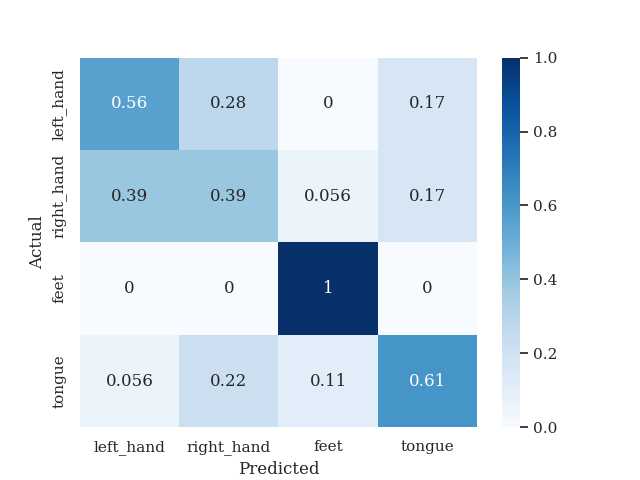 Actual
left_hand
0.56 0.28 0 0.17
right_hand
0.39 0.39 0.056 0.17
feet
0 0 1 0
tongue
0.056 0.22 0.11 0.61
left_hand right_hand feet tongue
Predicted
1.0
0.8
0.6
0.4
0.2
0.0